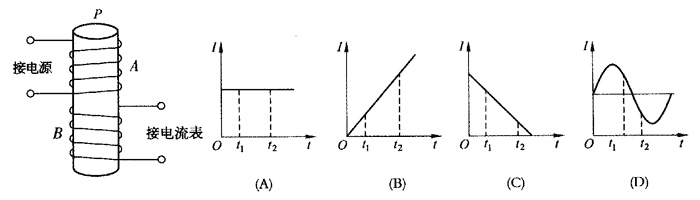 P
接电源
A
B
接电流表
I
O t₁ t₂ t
(A)
I
O t₁ t₂ t
(B)
I
O t₁ t₂ t
(C)
I
O t₁ t₂ t
(D)